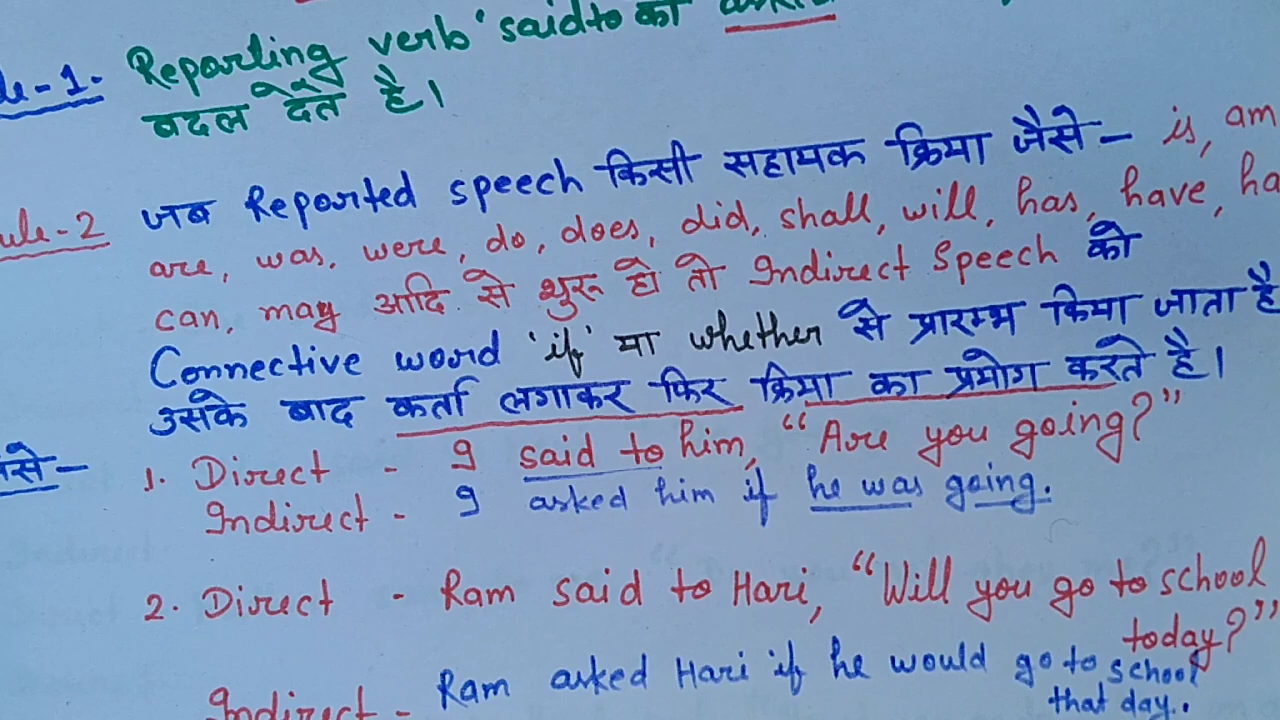 Reporting verb 'said to को
बदल देते है।
जब Reported speech किसी सहायक क्रिया जैसे - is, am
Rule-2
are, was, were, do, does, did, shall, will, has, have,
can, may आदि से शुरू हो तो Indirect Speech को
Connective word 'if' या whether से प्रारम्भ किया जाता है
उसके बाद कर्ता लगाकर फिर क्रिया का प्रयोग करते है।
1. Direct - I said to him, "Are you going?"
Indirect - I asked him if he was going.
2. Direct - Ram said to Hari, "Will you go to school
today?"
Indirect - Ram asked Hari if he would go to school
that day..